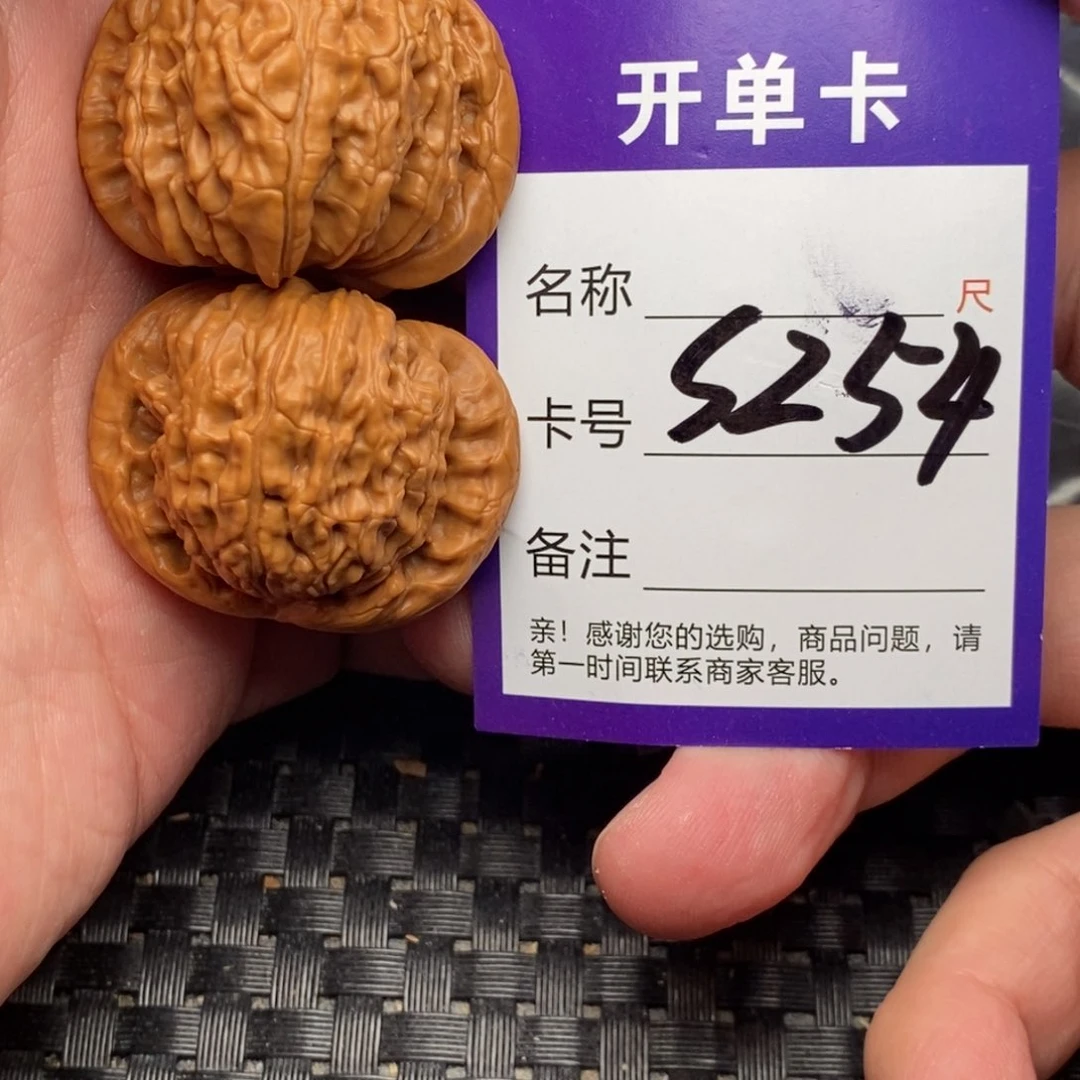 开单卡
名称 尺
卡号 S254
备注
亲！感谢您的选购，商品问题，请
第一时间联系商家客服。